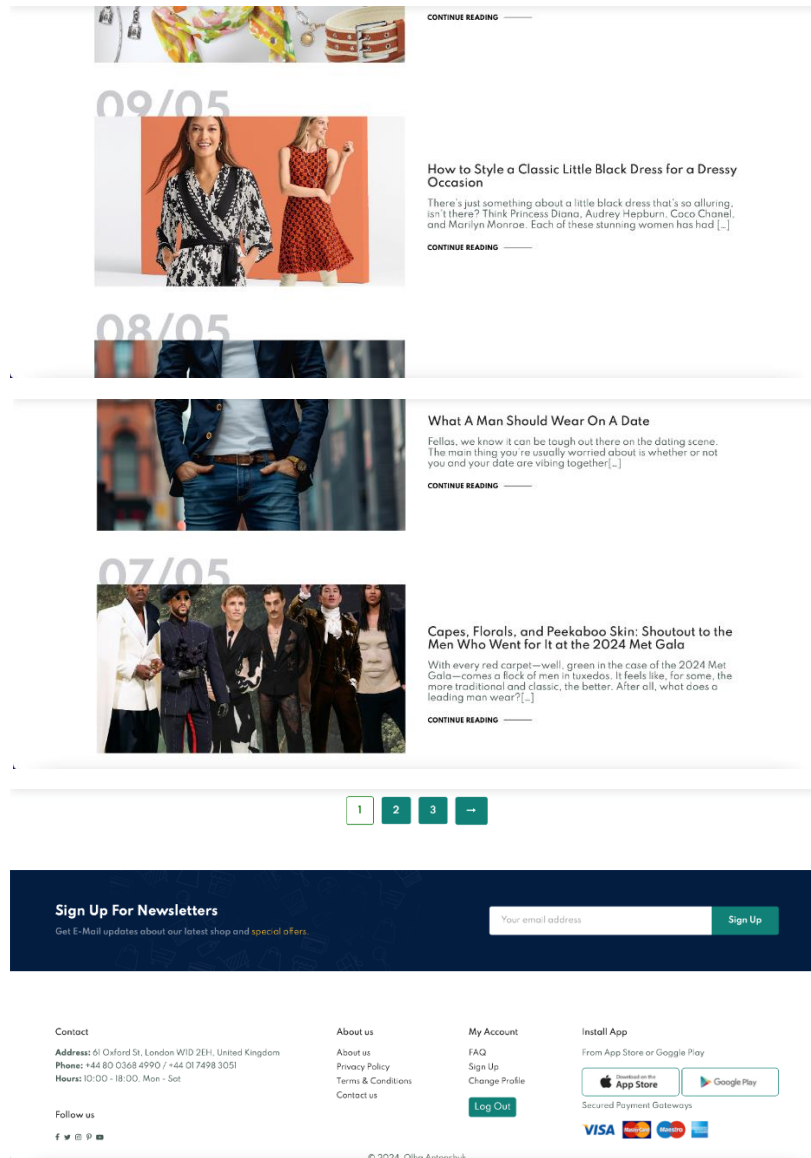 CONTINUE READING
09/05
How to Style a Classic Little Black Dress for a Dressy
Occasion
There's just something about a little black dress that's so alluring,
isn't there? Think Princess Diana, Audrey Hepburn, Coco Chanel,
and Marilyn Monroe. Each of these stunning women has had [...]
CONTINUE READING
08/05
What A Man Should Wear On A Date
Fellas, we know it can be tough out there on the dating scene.
The main thing you're usually worried about is whether or not
you and your date are vibing together[...]
CONTINUE READING
07/05
Capes, Florals, and Peekaboo Skin: Shoutout to the
Men Who Went for It at the 2024 Met Gala
With every red carpet—well, green in the case of the 2024 Met
Gala—comes a flock of men in tuxedos. It feels like, for some, the
more traditional and classic, the better. After all, what does a
leading man wear?[...]
CONTINUE READING
1 2 3 →
Sign Up For Newsletters
Get E-Mail updates about our latest shop and special offers.
Your email address
Sign Up
Contact
Address: 61 Oxford St, London W1D 2EH, United Kingdom
Phone: +44 80 0368 4990 / +44 01 7498 3051
Hours: 10:00 - 18:00, Mon - Sat
Follow us
About us
About us
Privacy Policy
Terms & Conditions
Contact us
My Account
FAQ
Sign Up
Change Profile
Log Out
Install App
From App Store or Goggle Play
Download on the
App Store
Google Play
Secured Payment Gateways
VISA MasterCard Maestro
© 2024, Olha Antoshuk